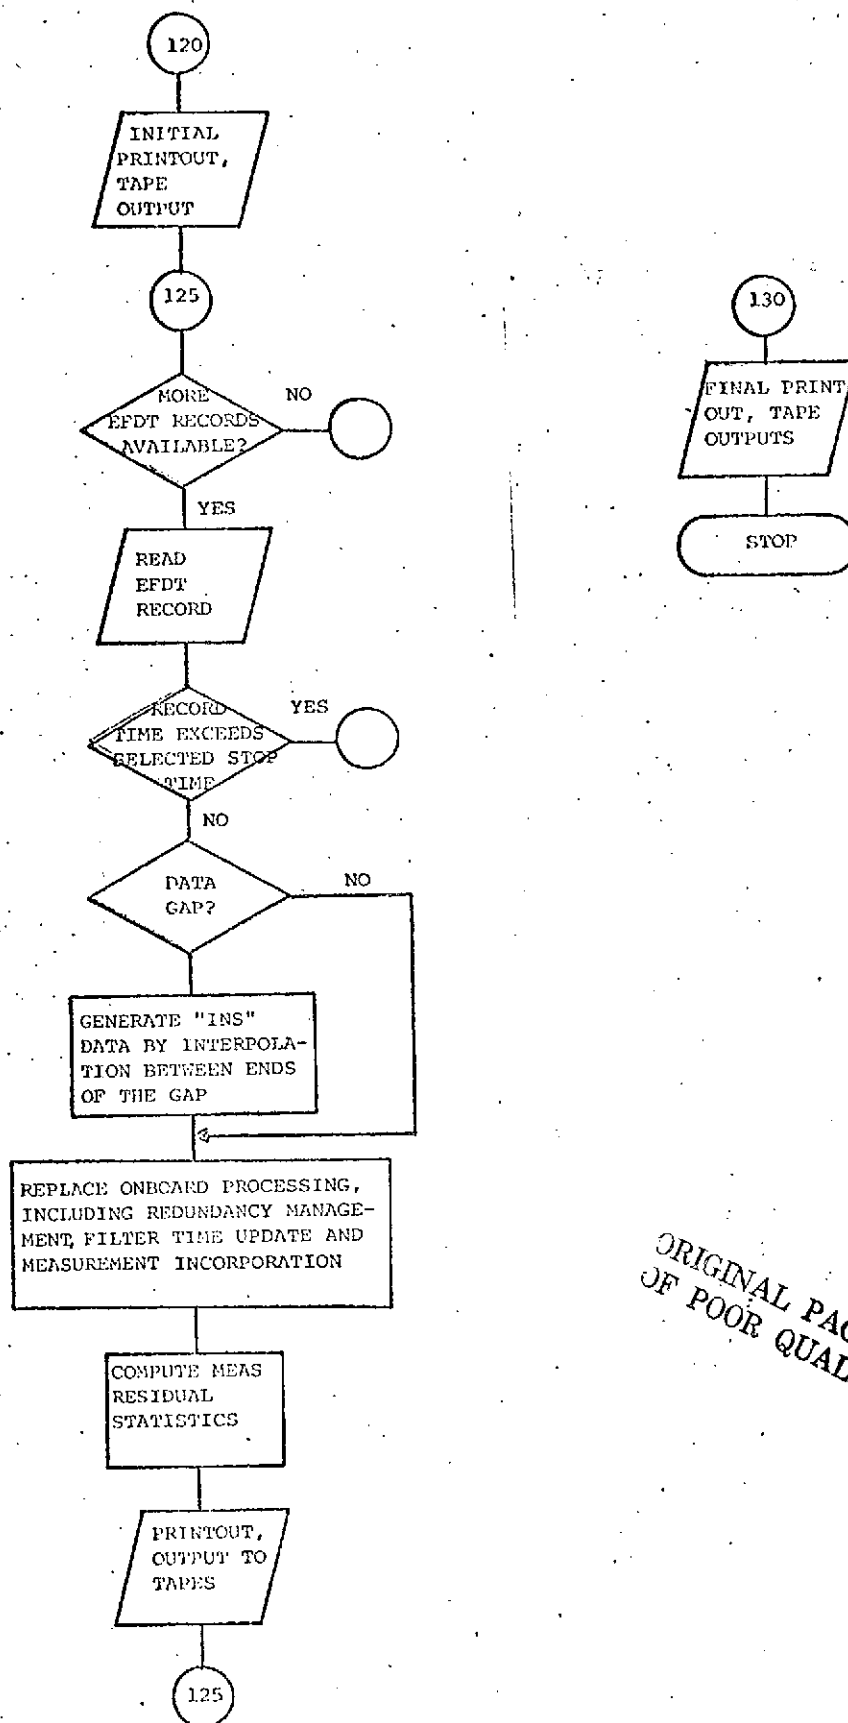 120
INITIAL
PRINTOUT,
TAPE
OUTPUT
125
MORE
EFDT RECORDS
AVAILABLE?
NO
YES
READ
EFDT
RECORD
RECORD
TIME EXCEEDS
SELECTED STOP
TIME
YES
NO
DATA
GAP?
NO
GENERATE "INS"
DATA BY INTERPOLA-
TION BETWEEN ENDS
OF THE GAP
REPLACE ONBOARD PROCESSING,
INCLUDING REDUNDANCY MANAGE-
MENT, FILTER TIME UPDATE AND
MEASUREMENT INCORPORATION
COMPUTE MEAS
RESIDUAL
STATISTICS
PRINTOUT,
OUTPUT TO
TAPES
125
130
FINAL PRINT
OUT, TAPE
OUTPUTS
STOP
ORIGINAL PAG
OF POOR QUAL